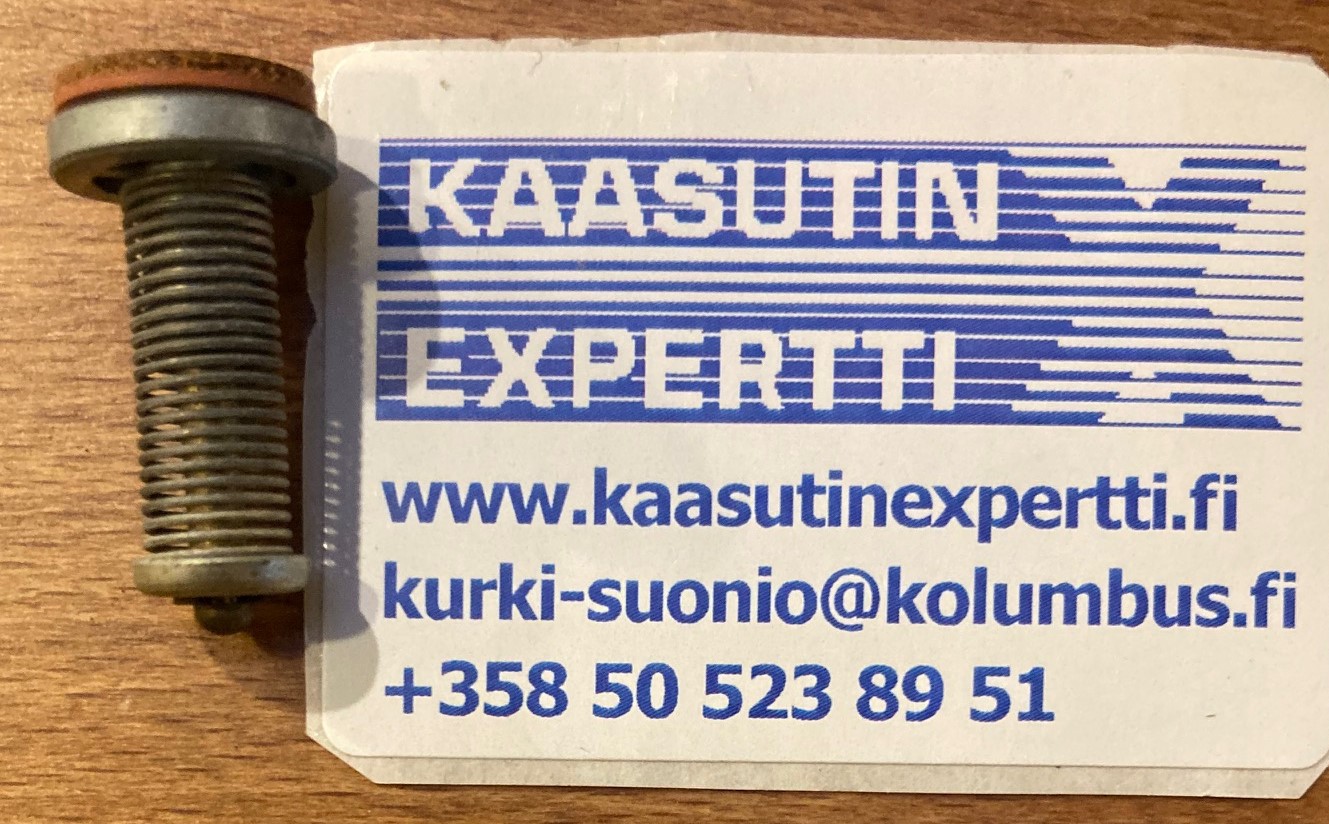 KAASUTIN
EXPERTTI
www.kaasutinexpertti.fi
kurki-suonio@kolumbus.fi
+358 50 523 89 51